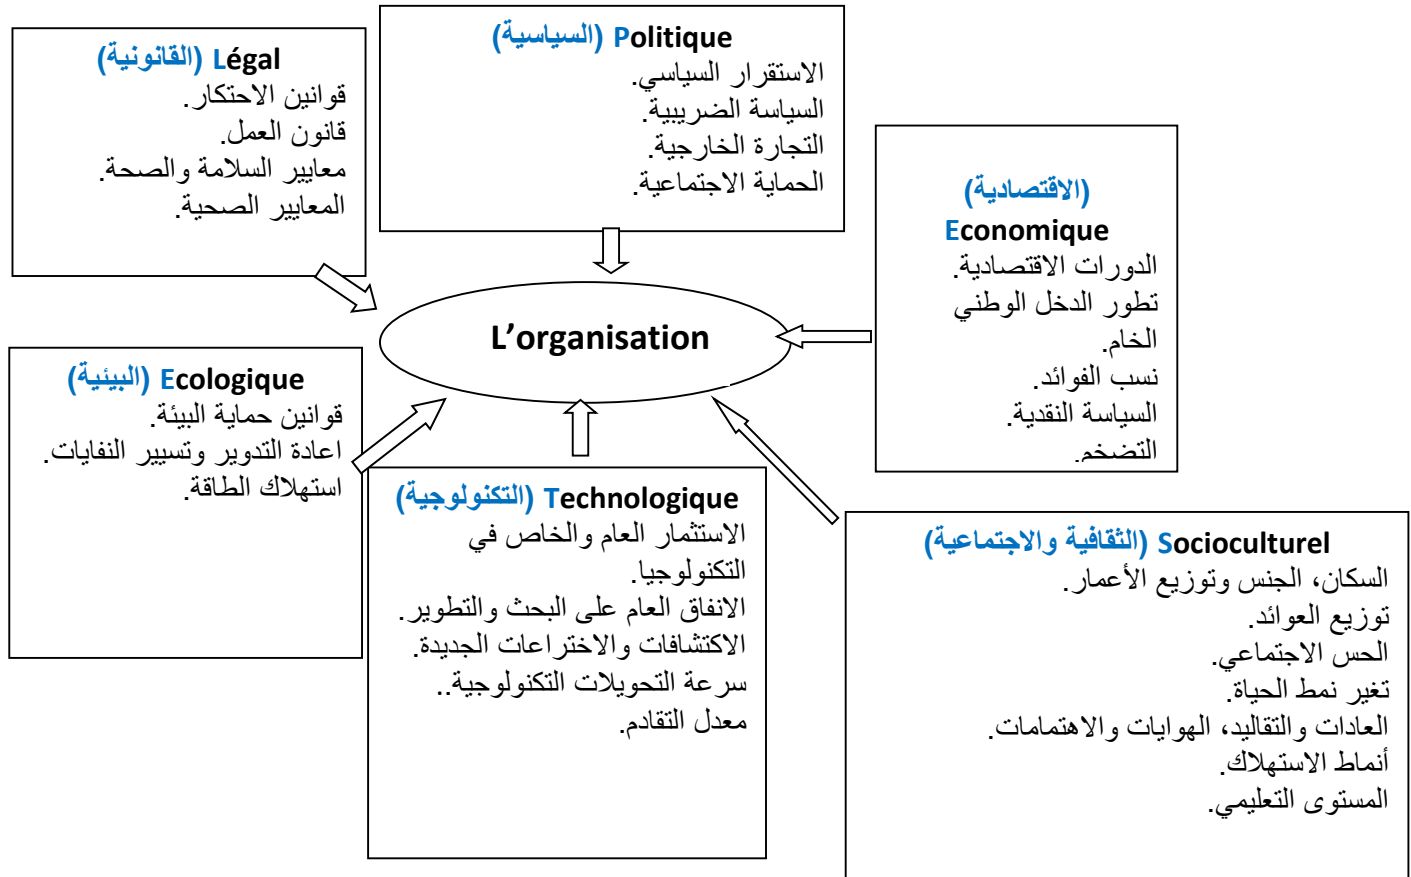 Légal (القانونية)
قوانين الاحتكار.
قانون العمل.
معايير السلامة والصحة.
المعايير الصحية.
Politique (السياسية)
الاستقرار السياسي.
السياسة الضريبية.
التجارة الخارجية.
الحماية الاجتماعية.
(الاقتصادية)
Economique
الدورات الاقتصادية.
تطور الدخل الوطني
الخام.
نسب الفوائد.
السياسة النقدية.
التضخم.
L’organisation
Ecologique (البيئية)
قوانين حماية البيئة.
اعادة التدوير وتسيير النفايات.
استهلاك الطاقة.
Technologique (التكنولوجية)
الاستثمار العام والخاص في
التكنولوجيا.
الانفاق العام على البحث والتطوير.
الاكتشافات والاختراعات الجديدة.
سرعة التحويلات التكنولوجية..
معدل التقادم.
Socioculturel (الثقافية والاجتماعية)
السكان، الجنس وتوزيع الأعمار.
توزيع العوائد.
الحس الاجتماعي.
تغير نمط الحياة.
العادات والتقاليد، الهوايات والاهتمامات.
أنماط الاستهلاك.
المستوى التعليمي.